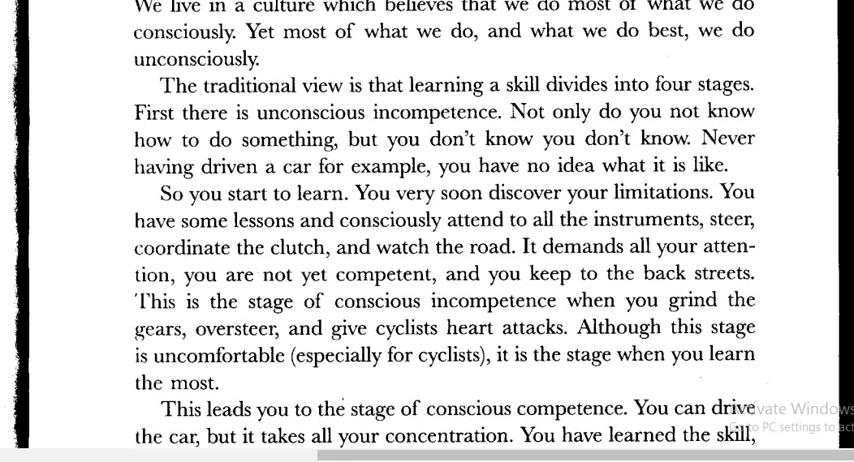 We live in a culture which believes that we do most of what we do
consciously. Yet most of what we do, and what we do best, we do
unconsciously.
The traditional view is that learning a skill divides into four stages.
First there is unconscious incompetence. Not only do you not know
how to do something, but you don't know you don't know. Never
having driven a car for example, you have no idea what it is like.
So you start to learn. You very soon discover your limitations. You
have some lessons and consciously attend to all the instruments, steer,
coordinate the clutch, and watch the road. It demands all your atten-
tion, you are not yet competent, and you keep to the back streets.
This is the stage of conscious incompetence when you grind the
gears, oversteer, and give cyclists heart attacks. Although this stage
is uncomfortable (especially for cyclists), it is the stage when you learn
the most.
This leads you to the stage of conscious competence. You can drive
the car, but it takes all your concentration. You have learned the skill,
Activate Windows
Go to PC settings to act